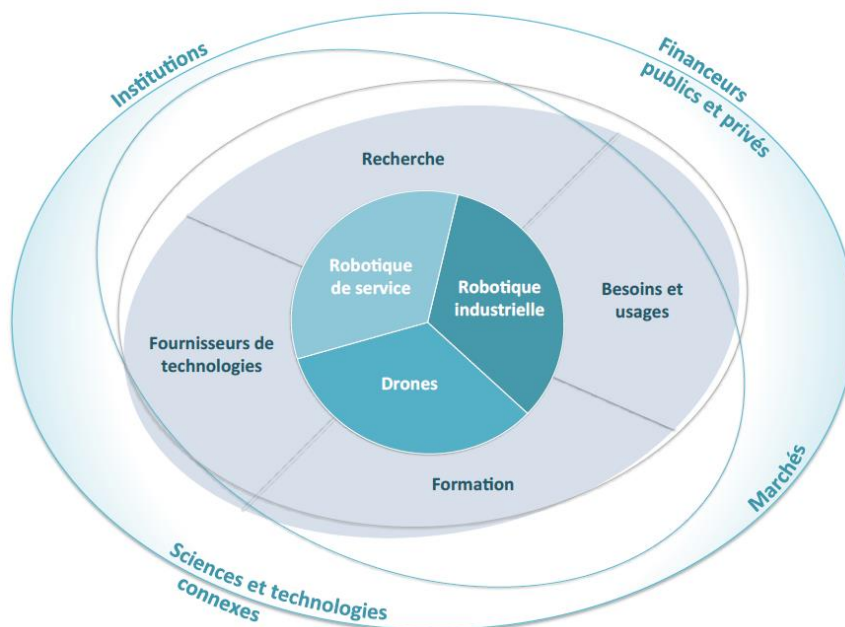 Institutions
Financeurs
publics et privés
Recherche
Robotique
de service
Robotique
industrielle
Besoins et
usages
Fournisseurs de
technologies
Drones
Formation
Marchés
Sciences et technologies
connexes